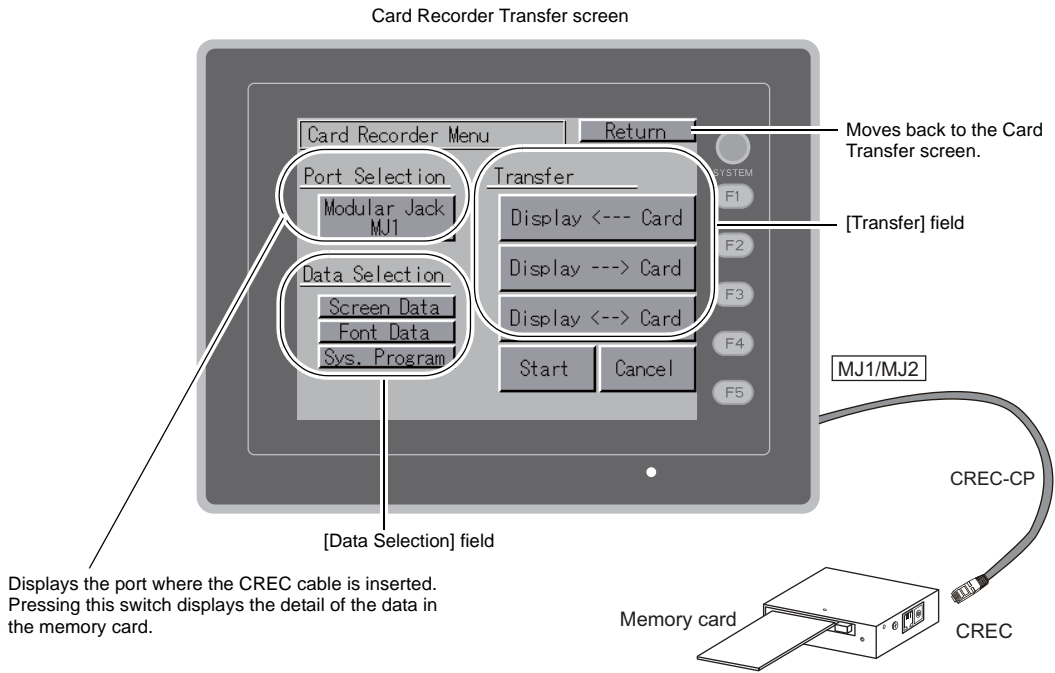 Card Recorder Transfer screen
Card Recorder Menu
Return
Moves back to the Card
Transfer screen.
SYSTEM
Port Selection
Transfer
F1
Modular Jack
MJ1
Display <--- Card
[Transfer] field
F2
Data Selection
Display ---> Card
F3
Screen Data
Font Data
Sys. Program
Display <--> Card
F4
Start
Cancel
MJ1/MJ2
F5
CREC-CP
[Data Selection] field
Displays the port where the CREC cable is inserted.
Pressing this switch displays the detail of the data in
the memory card.
Memory card
CREC